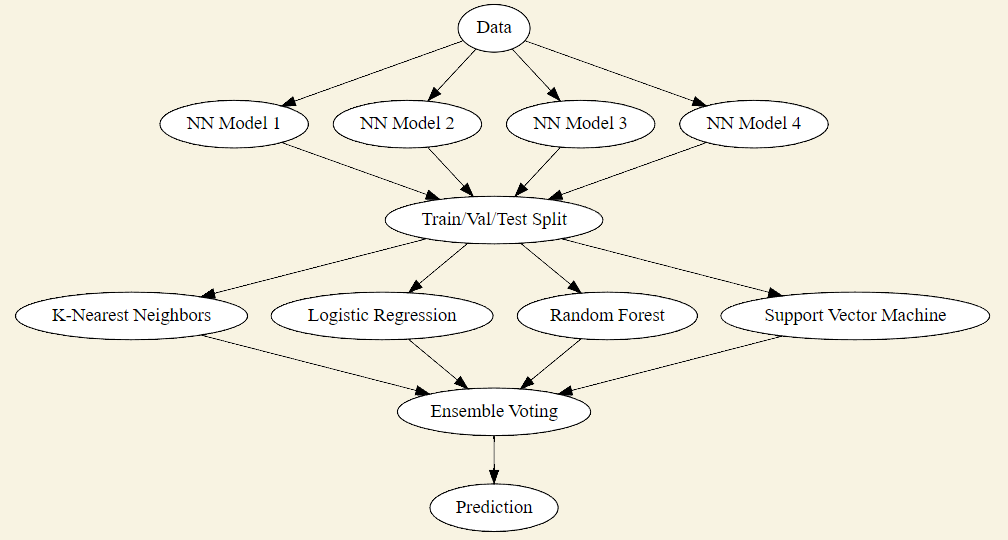 Data
NN Model 1
NN Model 2
NN Model 3
NN Model 4
Train/Val/Test Split
K-Nearest Neighbors
Logistic Regression
Random Forest
Support Vector Machine
Ensemble Voting
Prediction